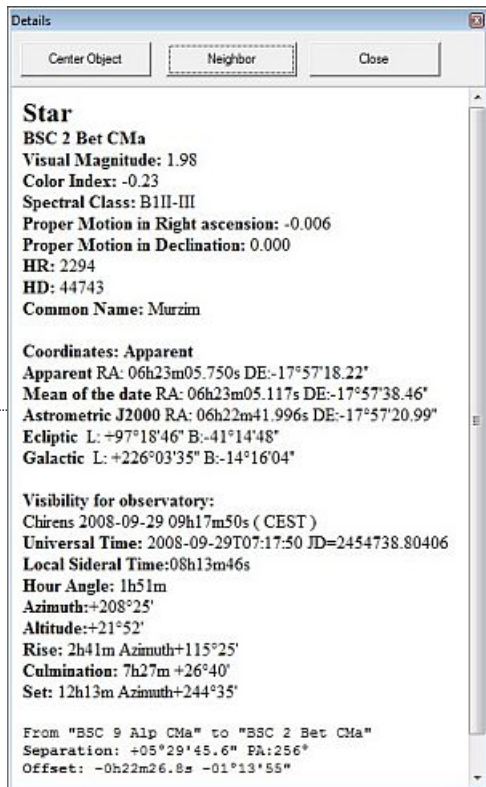 Details
Center Object Neighbor Close
Star
BSC 2 Bet CMa
Visual Magnitude: 1.98
Color Index: -0.23
Spectral Class: B1II-III
Proper Motion in Right ascension: -0.006
Proper Motion in Declination: 0.000
HR: 2294
HD: 44743
Common Name: Murzim
Coordinates: Apparent
Apparent RA: 06h23m05.750s DE:-17°57'18.22"
Mean of the date RA: 06h23m05.117s DE:-17°57'38.46"
Astrometric J2000 RA: 06h22m41.996s DE:-17°57'20.99"
Ecliptic L: +97°18'46" B:-41°14'48"
Galactic L: +226°03'35" B:-14°16'04"
Visibility for observatory:
Chirens 2008-09-29 09h17m50s ( CEST )
Universal Time: 2008-09-29T07:17:50 JD=2454738.80406
Local Sideral Time:08h13m46s
Hour Angle: 1h51m
Azimuth:+208°25'
Altitude:+21°52'
Rise: 2h41m Azimuth+115°25'
Culmination: 7h27m +26°40'
Set: 12h13m Azimuth+244°35'
From "BSC 9 Alp CMa" to "BSC 2 Bet CMa"
Separation: +05°29'45.6" PA:256°
Offset: -0h22m26.8s -01°13'55"